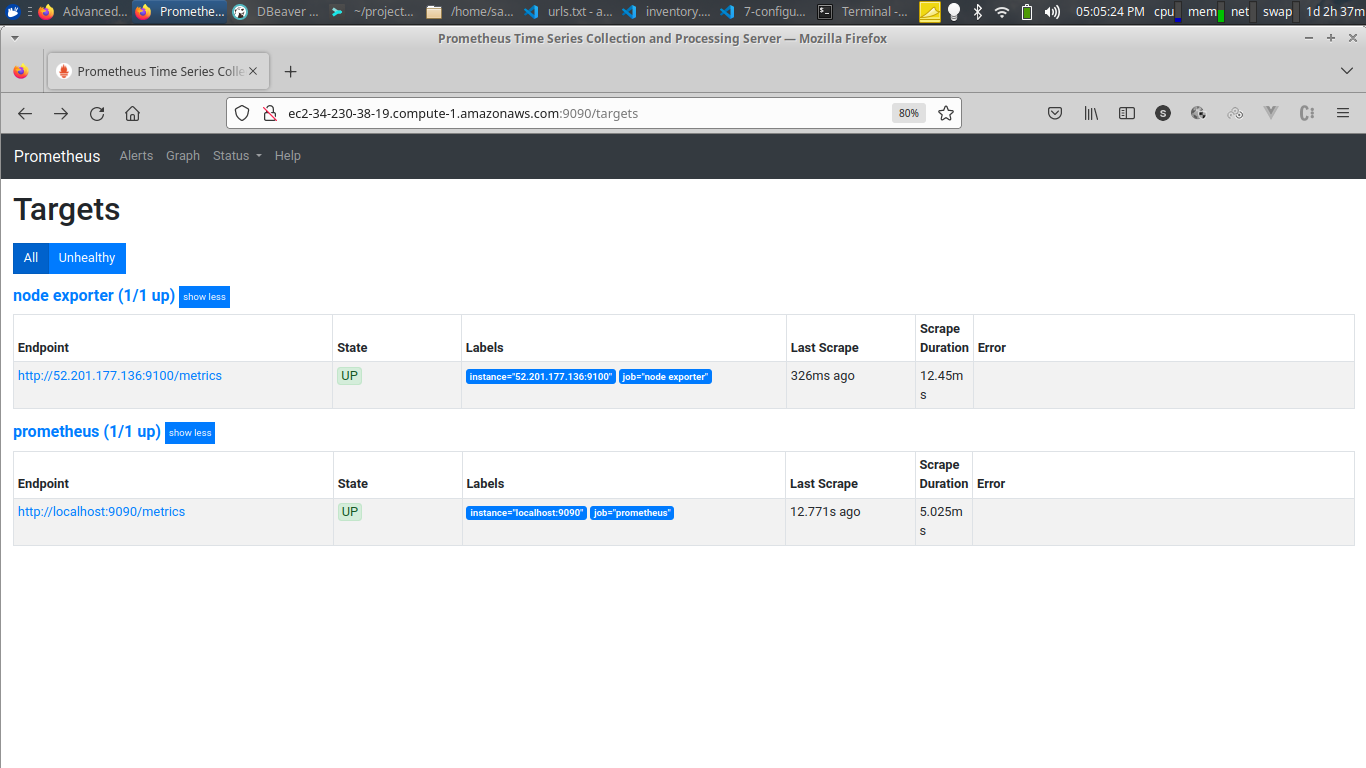 Advanced... Promethe... DBeaver ... ~/project... /home/sa... urls.txt - a... inventory.... 7-configu... Terminal -... 05:05:24 PM cpu mem net swap 1d 2h 37m
Prometheus Time Series Collection and Processing Server — Mozilla Firefox
Prometheus Time Series Colle
ec2-34-230-38-19.compute-1.amazonaws.com:9090/targets 80%
Prometheus Alerts Graph Status Help
Targets
All Unhealthy
node exporter (1/1 up) show less
Endpoint State Labels Last Scrape Scrape Duration Error
http://52.201.177.136:9100/metrics UP instance="52.201.177.136:9100" job="node exporter" 326ms ago 12.45ms
prometheus (1/1 up) show less
Endpoint State Labels Last Scrape Scrape Duration Error
http://localhost:9090/metrics UP instance="localhost:9090" job="prometheus" 12.771s ago 5.025ms